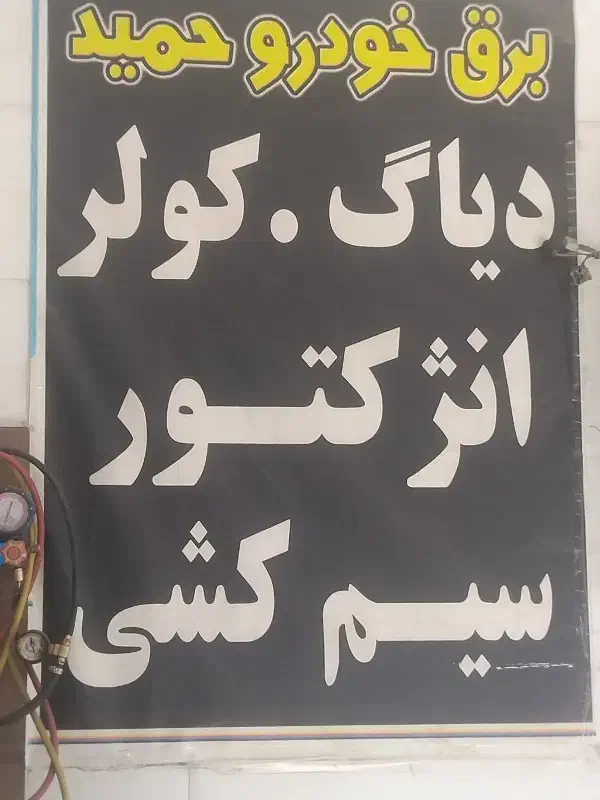 برق خودرو حمید
دیاگ . کولر
انژکتور
سیم کشی